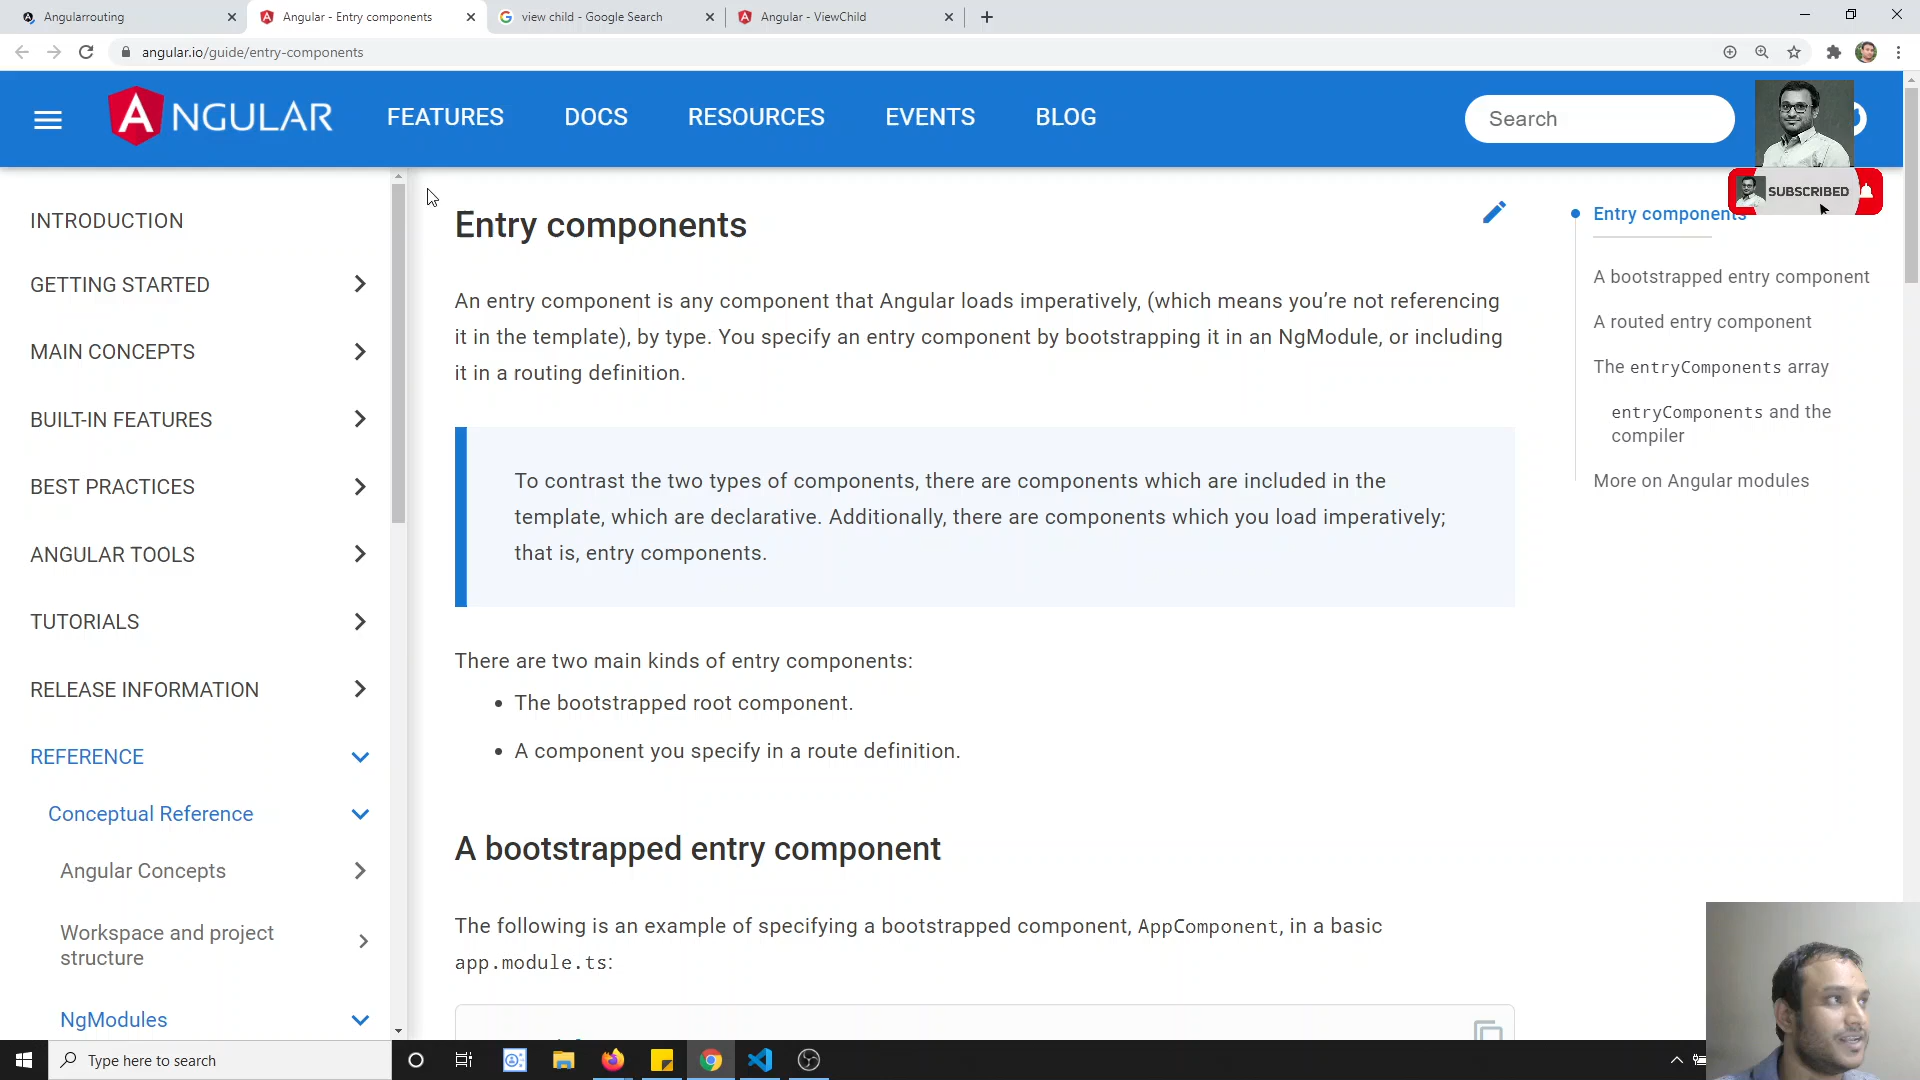 Angularrouting
Angular - Entry components
view child - Google Search
Angular - ViewChild
angular.io/guide/entry-components
ANGULAR
FEATURES
DOCS
RESOURCES
EVENTS
BLOG
Search
SUBSCRIBED
INTRODUCTION
GETTING STARTED
MAIN CONCEPTS
BUILT-IN FEATURES
BEST PRACTICES
ANGULAR TOOLS
TUTORIALS
RELEASE INFORMATION
REFERENCE
Conceptual Reference
Angular Concepts
Workspace and project
structure
NgModules
Entry components
An entry component is any component that Angular loads imperatively, (which means you’re not referencing
it in the template), by type. You specify an entry component by bootstrapping it in an NgModule, or including
it in a routing definition.
To contrast the two types of components, there are components which are included in the
template, which are declarative. Additionally, there are components which you load imperatively;
that is, entry components.
There are two main kinds of entry components:
• The bootstrapped root component.
• A component you specify in a route definition.
A bootstrapped entry component
The following is an example of specifying a bootstrapped component, AppComponent, in a basic
app.module.ts:
Entry components
A bootstrapped entry component
A routed entry component
The entryComponents array
entryComponents and the
compiler
More on Angular modules
Type here to search